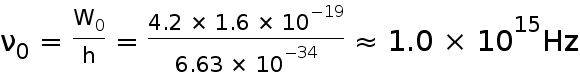 ν₀ = W₀/h = (4.2 × 1.6 × 10⁻¹⁹)/(6.63 × 10⁻³⁴) ≈ 1.0 × 10¹⁵Hz